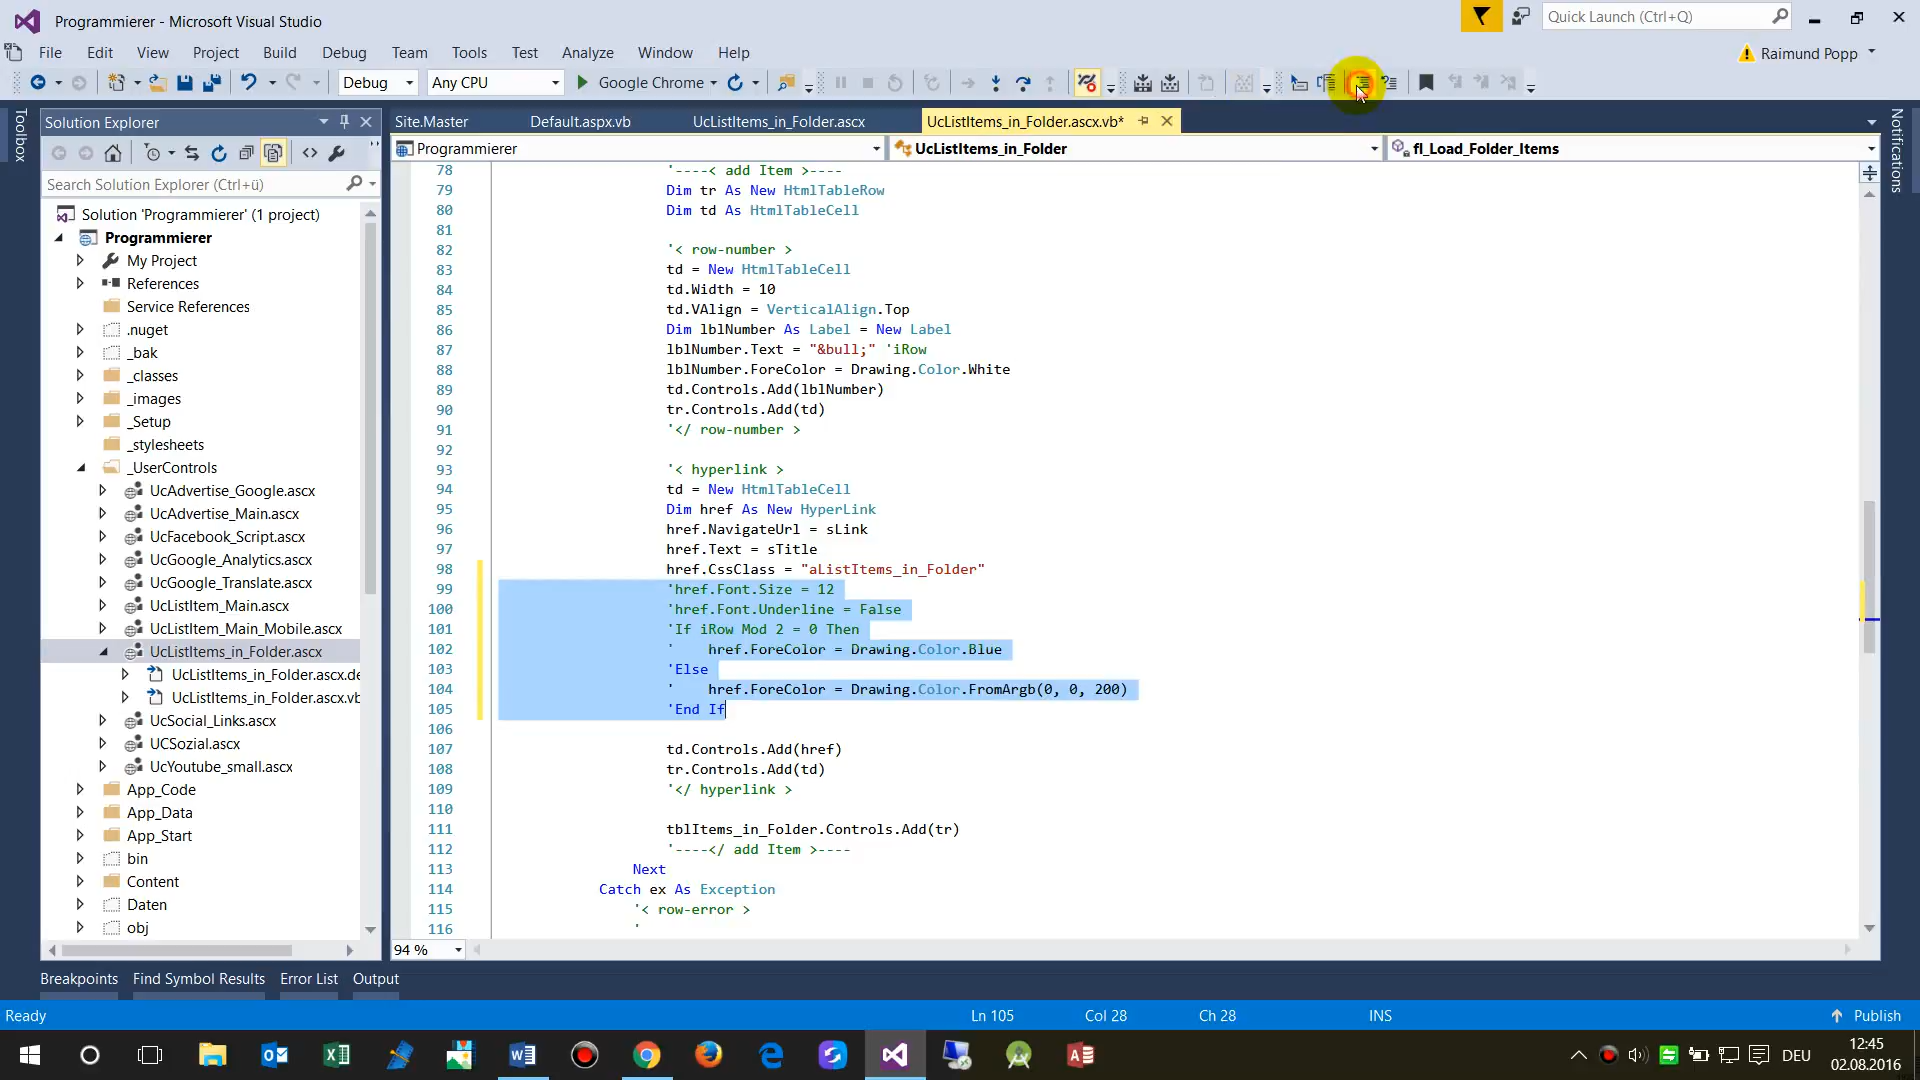 Programmierer - Microsoft Visual Studio
Quick Launch (Ctrl+Q)
File Edit View Project Build Debug Team Tools Test Analyze Window Help
Raimund Popp
Debug Any CPU Google Chrome
Toolbox
Solution Explorer
Search Solution Explorer (Ctrl+ü)
Solution 'Programmierer' (1 project)
Programmierer
My Project
References
Service References
.nuget
_bak
_classes
_images
_Setup
_stylesheets
_UserControls
UcAdvertise_Google.ascx
UcAdvertise_Main.ascx
UcFacebook_Script.ascx
UcGoogle_Analytics.ascx
UcGoogle_Translate.ascx
UcListItem_Main.ascx
UcListItem_Main_Mobile.ascx
UcListItems_in_Folder.ascx
UcListItems_in_Folder.ascx.de
UcListItems_in_Folder.ascx.vb
UcSocial_Links.ascx
UCSozial.ascx
UcYoutube_small.ascx
App_Code
App_Data
App_Start
bin
Content
Daten
obj
Site.Master Default.aspx.vb UcListItems_in_Folder.ascx UcListItems_in_Folder.ascx.vb*
Programmierer UcListItems_in_Folder fl_Load_Folder_Items
78 '----< add Item >----
79 Dim tr As New HtmlTableRow
80 Dim td As HtmlTableCell
81
82 '< row-number >
83 td = New HtmlTableCell
84 td.Width = 10
85 td.VAlign = VerticalAlign.Top
86 Dim lblNumber As Label = New Label
87 lblNumber.Text = "&bull;" 'iRow
88 lblNumber.ForeColor = Drawing.Color.White
89 td.Controls.Add(lblNumber)
90 tr.Controls.Add(td)
91 '</ row-number >
92
93 '< hyperlink >
94 td = New HtmlTableCell
95 Dim href As New HyperLink
96 href.NavigateUrl = sLink
97 href.Text = sTitle
98 href.CssClass = "aListItems_in_Folder"
99 'href.Font.Size = 12
100 'href.Font.Underline = False
101 'If iRow Mod 2 = 0 Then
102 ' href.ForeColor = Drawing.Color.Blue
103 'Else
104 ' href.ForeColor = Drawing.Color.FromArgb(0, 0, 200)
105 'End If
106
107 td.Controls.Add(href)
108 tr.Controls.Add(td)
109 '</ hyperlink >
110
111 tblItems_in_Folder.Controls.Add(tr)
112 '----</ add Item >----
113 Next
114 Catch ex As Exception
115 '< row-error >
116 '
94 %
Notifications
Breakpoints Find Symbol Results Error List Output
Ready Ln 105 Col 28 Ch 28 INS Publish
DEU
12:45
02.08.2016